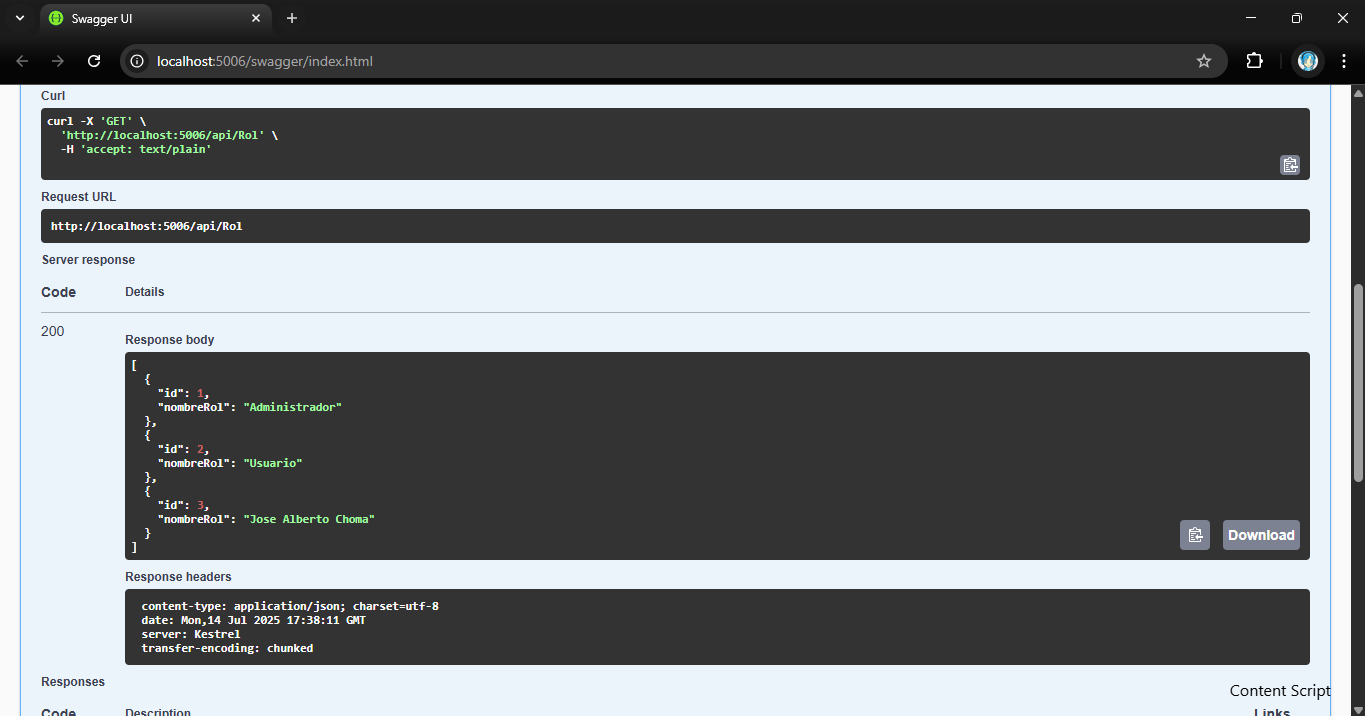 Swagger UI
localhost:5006/swagger/index.html
Curl
curl -X 'GET' \
'http://localhost:5006/api/Rol' \
-H 'accept: text/plain'
Request URL
http://localhost:5006/api/Rol
Server response
Code Details
200
Response body
[
{
"id": 1,
"nombreRol": "Administrador"
},
{
"id": 2,
"nombreRol": "Usuario"
},
{
"id": 3,
"nombreRol": "Jose Alberto Choma"
}
]
Download
Response headers
content-type: application/json; charset=utf-8
date: Mon,14 Jul 2025 17:38:11 GMT
server: Kestrel
transfer-encoding: chunked
Responses
Content Script
Code Description Links